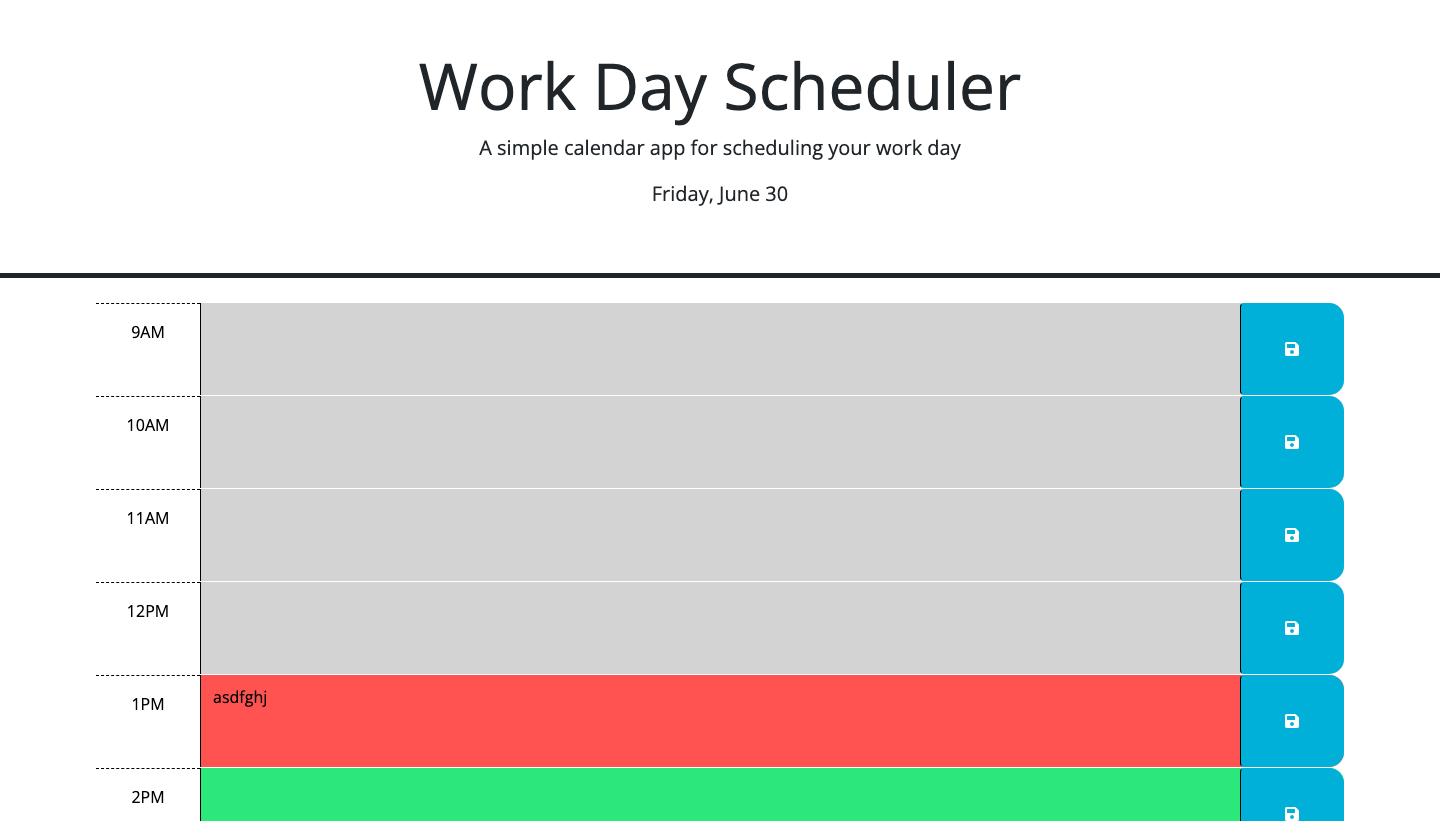 Work Day Scheduler
A simple calendar app for scheduling your work day
Friday, June 30
9AM
10AM
11AM
12PM
1PM
asdfghj
2PM